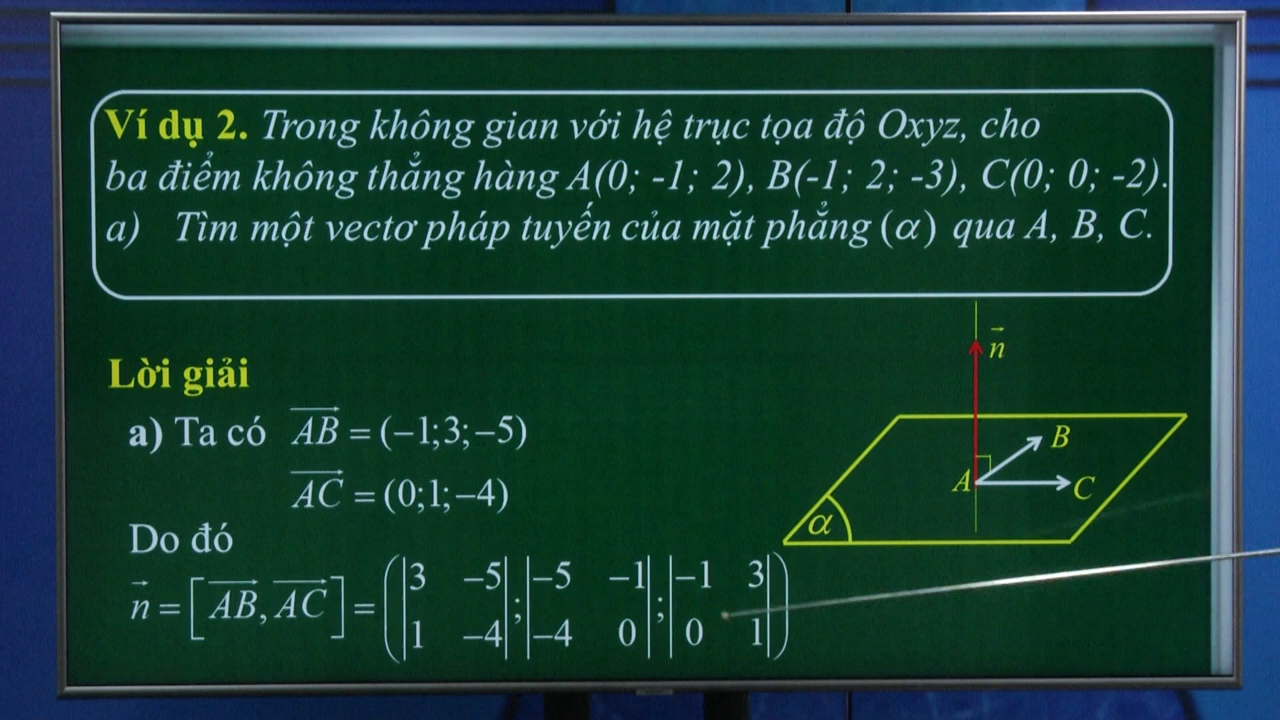 Ví dụ 2. Trong không gian với hệ trục tọa độ Oxyz, cho
ba điểm không thẳng hàng A(0; -1; 2), B(-1; 2; -3), C(0; 0; -2).
a) Tìm một vectơ pháp tuyến của mặt phẳng (α) qua A, B, C.
Lời giải
a) Ta có AB⃗ = (−1;3;−5)
AC⃗ = (0;1;−4)
Do đó
n⃗ = [AB⃗, AC⃗] = (|3 −5; 1 −4|; |−5 −1; −4 0|; |−1 3; 0 1|)
n⃗
B
A
C
α